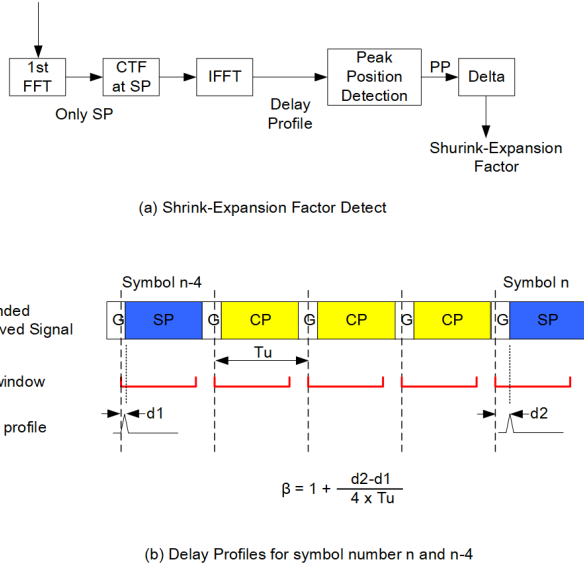 1st
FFT
CTF
at SP
IFFT
Peak
Position
Detection
PP
Delta
Only SP
Delay
Profile
Shurink-Expansion
Factor
(a) Shrink-Expansion Factor Detect
Symbol n-4
Symbol n
nded
ved Signal
G
SP
G
CP
G
CP
G
CP
G
SP
Tu
window
d1
profile
d2
β = 1 + d2-d1
4 x Tu
(b) Delay Profiles for symbol number n and n-4